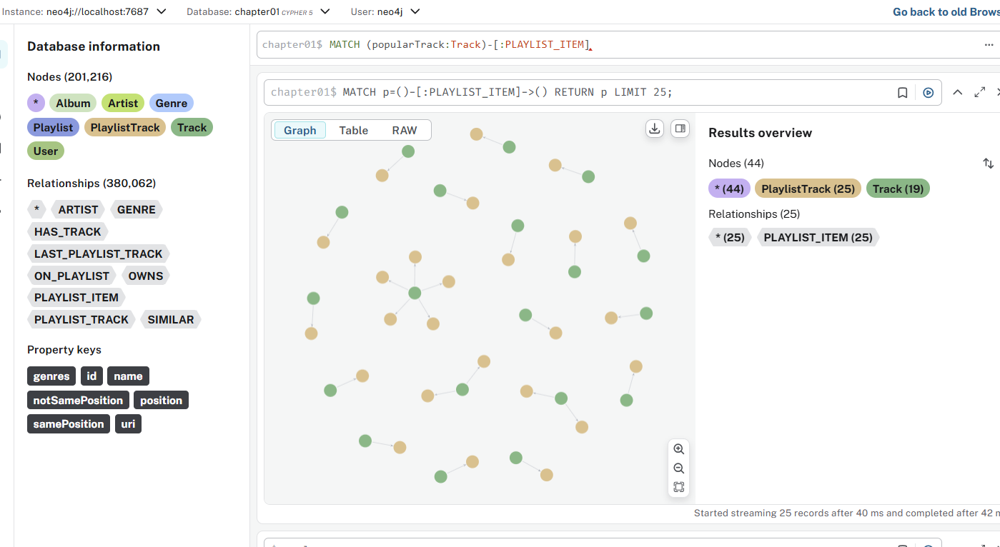 Instance: neo4j://localhost:7687 Database: chapter01 CYPHER 5 User: neo4j Go back to old Brows
Database information
Nodes (201,216)
* Album Artist Genre
Playlist PlaylistTrack Track
User
Relationships (380,062)
* ARTIST GENRE
HAS_TRACK
LAST_PLAYLIST_TRACK
ON_PLAYLIST OWNS
PLAYLIST_ITEM
PLAYLIST_TRACK SIMILAR
Property keys
genres id name
notSamePosition position
samePosition uri
chapter01$ MATCH (popularTrack:Track)-[:PLAYLIST_ITEM]
chapter01$ MATCH p=()-[:PLAYLIST_ITEM]->() RETURN p LIMIT 25;
Graph Table RAW
Results overview
Nodes (44)
* (44) PlaylistTrack (25) Track (19)
Relationships (25)
* (25) PLAYLIST_ITEM (25)
Started streaming 25 records after 40 ms and completed after 42 m